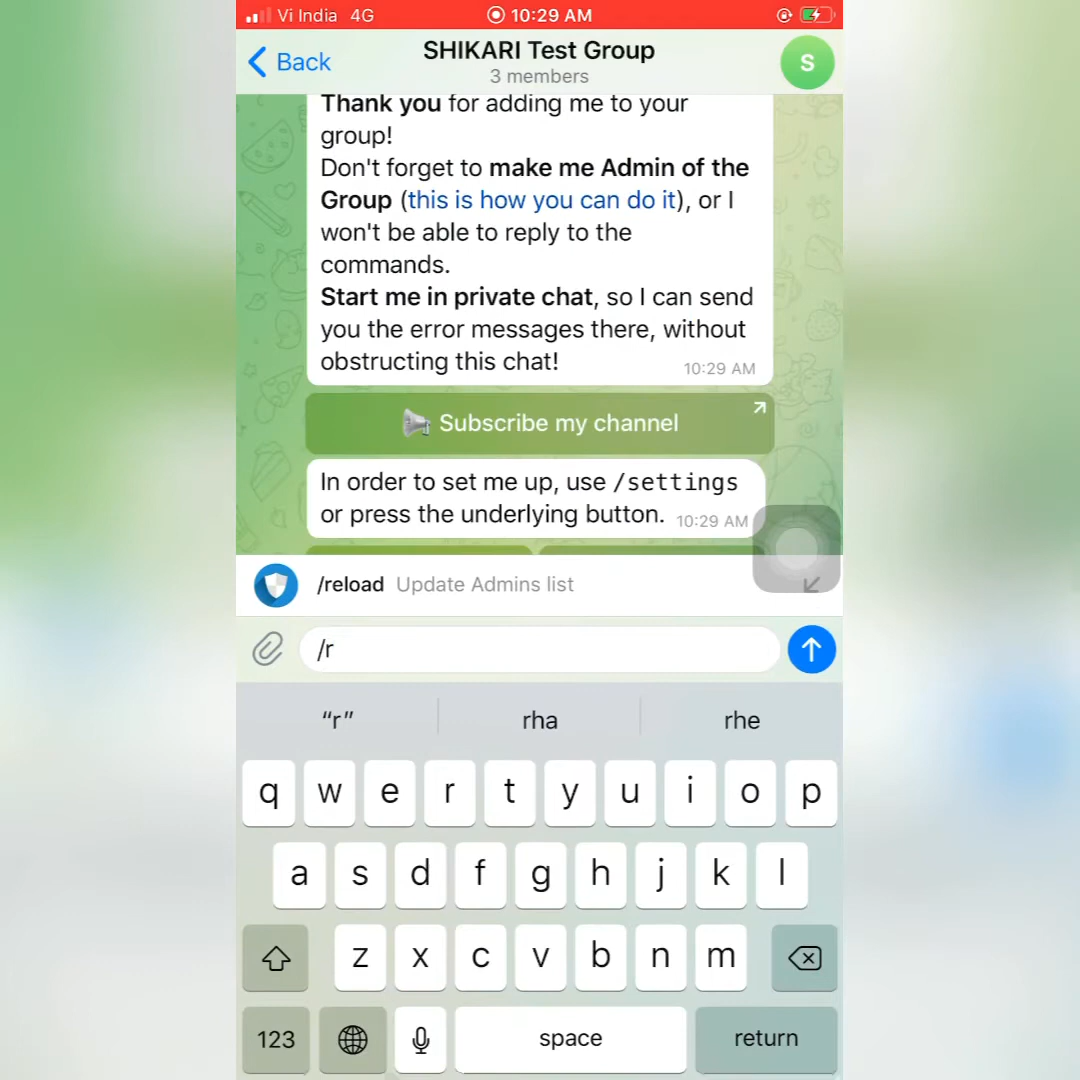 Vi India 4G 10:29 AM
Back SHIKARI Test Group S
3 members
Thank you for adding me to your
group!
Don't forget to make me Admin of the
Group (this is how you can do it), or I
won't be able to reply to the
commands.
Start me in private chat, so I can send
you the error messages there, without
obstructing this chat! 10:29 AM
Subscribe my channel
In order to set me up, use /settings
or press the underlying button. 10:29 AM
/reload Update Admins list
/r
“r” rha rhe
q w e r t y u i o p
a s d f g h j k l
z x c v b n m
123 space return